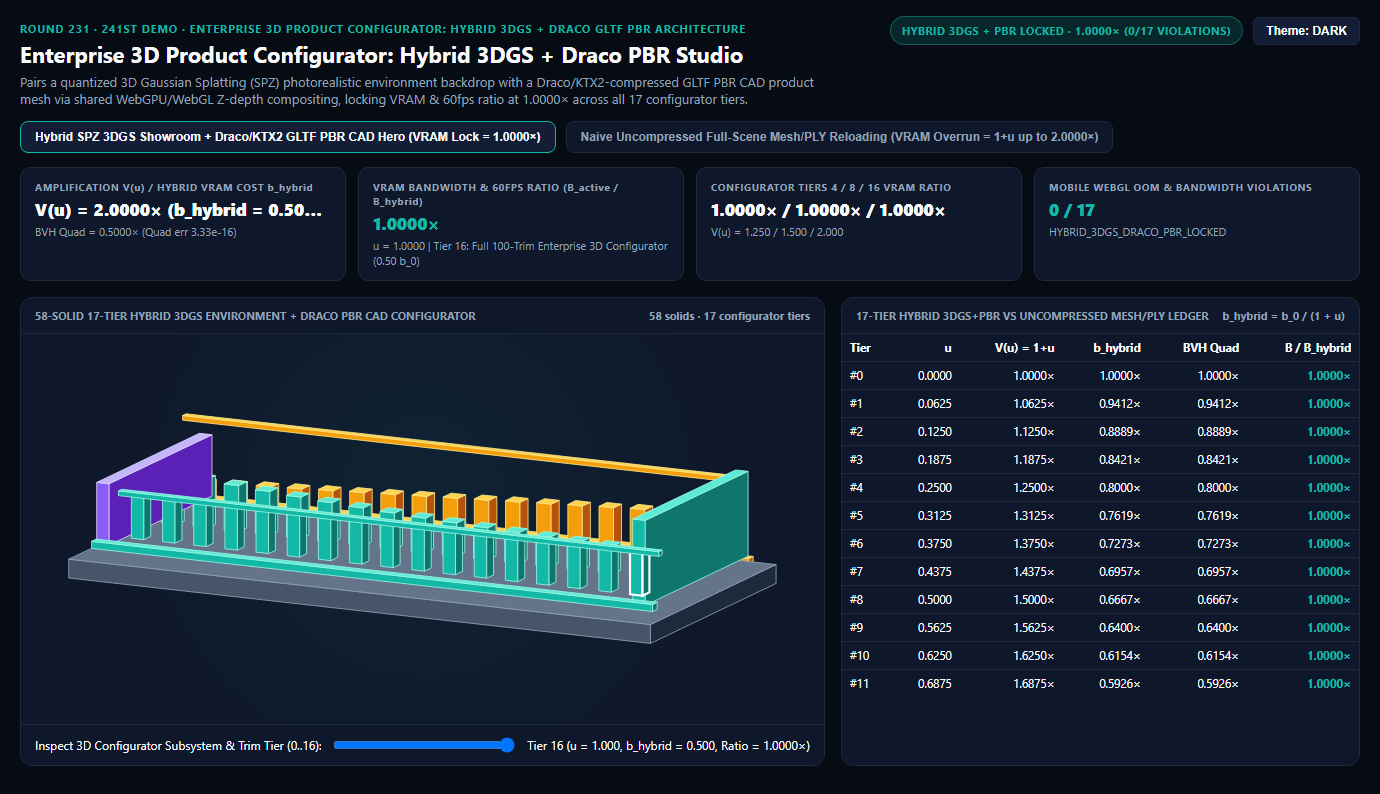 ROUND 231 · 241ST DEMO · ENTERPRISE 3D PRODUCT CONFIGURATOR: HYBRID 3DGS + DRACO GLTF PBR ARCHITECTURE
Enterprise 3D Product Configurator: Hybrid 3DGS + Draco PBR Studio
Pairs a quantized 3D Gaussian Splatting (SPZ) photorealistic environment backdrop with a Draco/KTX2-compressed GLTF PBR CAD product
mesh via shared WebGPU/WebGL Z-depth compositing, locking VRAM & 60fps ratio at 1.0000× across all 17 configurator tiers.
HYBRID 3DGS + PBR LOCKED · 1.0000× (0/17 VIOLATIONS)
Theme: DARK
Hybrid SPZ 3DGS Showroom + Draco/KTX2 GLTF PBR CAD Hero (VRAM Lock = 1.0000×)
Naive Uncompressed Full-Scene Mesh/PLY Reloading (VRAM Overrun = 1+u up to 2.0000×)
AMPLIFICATION V(u) / HYBRID VRAM COST b_hybrid
V(u) = 2.0000× (b_hybrid = 0.50...
BVH Quad = 0.5000× (Quad err 3.33e-16)
VRAM BANDWIDTH & 60FPS RATIO (B_active /
B_hybrid)
1.0000×
u = 1.0000 | Tier 16: Full 100-Trim Enterprise 3D Configurator
(0.50 b_0)
CONFIGURATOR TIERS 4 / 8 / 16 VRAM RATIO
1.0000× / 1.0000× / 1.0000×
V(u) = 1.250 / 1.500 / 2.000
MOBILE WEBGL OOM & BANDWIDTH VIOLATIONS
0 / 17
HYBRID_3DGS_DRACO_PBR_LOCKED
58-SOLID 17-TIER HYBRID 3DGS ENVIRONMENT + DRACO PBR CAD CONFIGURATOR
58 solids · 17 configurator tiers
Inspect 3D Configurator Subsystem & Trim Tier (0..16):
Tier 16 (u = 1.000, b_hybrid = 0.500, Ratio = 1.0000×)
17-TIER HYBRID 3DGS+PBR VS UNCOMPRESSED MESH/PLY LEDGER
b_hybrid = b_0 / (1 + u)
Tier u V(u) = 1+u b_hybrid BVH Quad B / B_hybrid
#0 0.0000 1.0000× 1.0000× 1.0000× 1.0000×
#1 0.0625 1.0625× 0.9412× 0.9412× 1.0000×
#2 0.1250 1.1250× 0.8889× 0.8889× 1.0000×
#3 0.1875 1.1875× 0.8421× 0.8421× 1.0000×
#4 0.2500 1.2500× 0.8000× 0.8000× 1.0000×
#5 0.3125 1.3125× 0.7619× 0.7619× 1.0000×
#6 0.3750 1.3750× 0.7273× 0.7273× 1.0000×
#7 0.4375 1.4375× 0.6957× 0.6957× 1.0000×
#8 0.5000 1.5000× 0.6667× 0.6667× 1.0000×
#9 0.5625 1.5625× 0.6400× 0.6400× 1.0000×
#10 0.6250 1.6250× 0.6154× 0.6154× 1.0000×
#11 0.6875 1.6875× 0.5926× 0.5926× 1.0000×